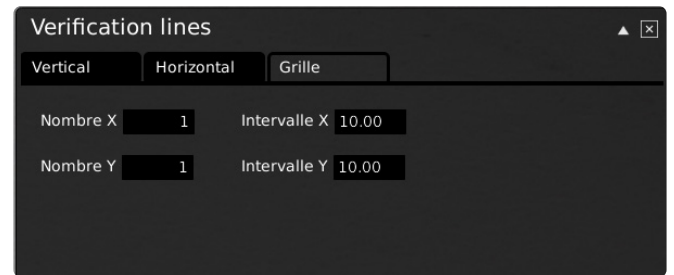 Verification lines
Vertical Horizontal Grille
Nombre X 1 Intervalle X 10.00
Nombre Y 1 Intervalle Y 10.00